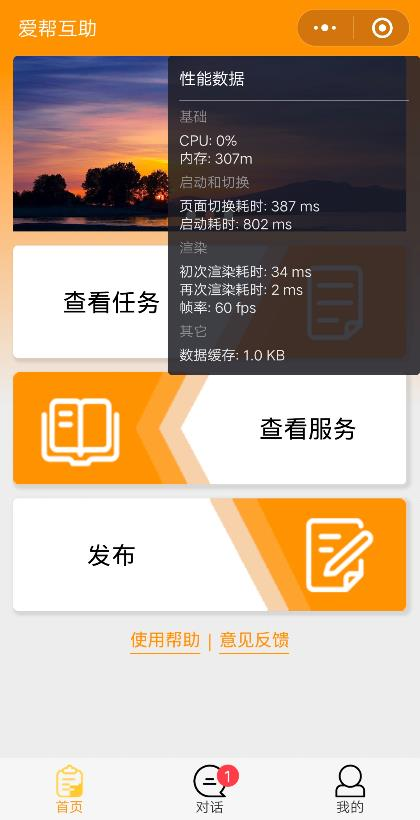 爱帮互助
性能数据
基础
CPU: 0%
内存: 307m
启动和切换
页面切换耗时: 387 ms
启动耗时: 802 ms
渲染
初次渲染耗时: 34 ms
再次渲染耗时: 2 ms
帧率: 60 fps
其它
数据缓存: 1.0 KB
查看任务
查看服务
发布
使用帮助 | 意见反馈
首页
对话
1
我的